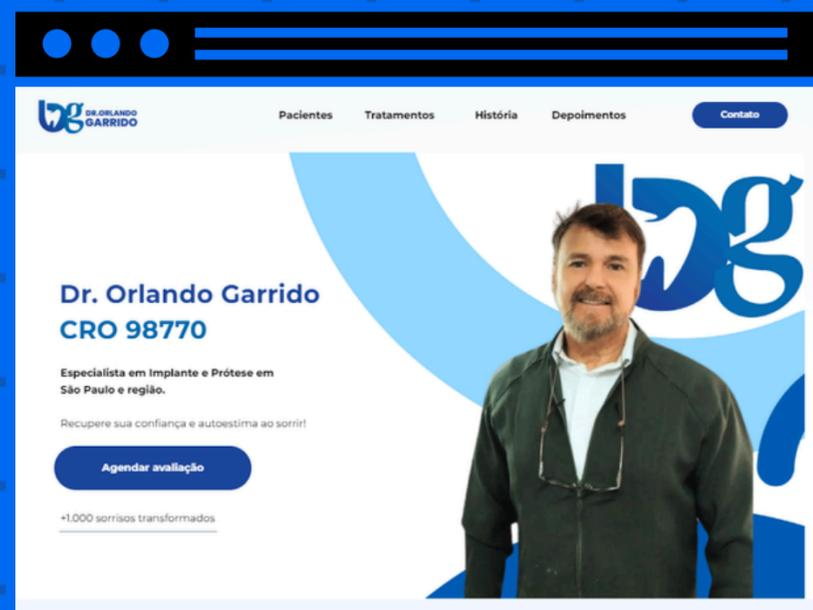 DR.ORLANDO
GARRIDO
Pacientes
Tratamentos
História
Depoimentos
Contato
bg
Dr. Orlando Garrido
CRO 98770
Especialista em Implante e Prótese em
São Paulo e região.
Recupere sua confiança e autoestima ao sorrir!
Agendar avaliação
+1.000 sorrisos transformados